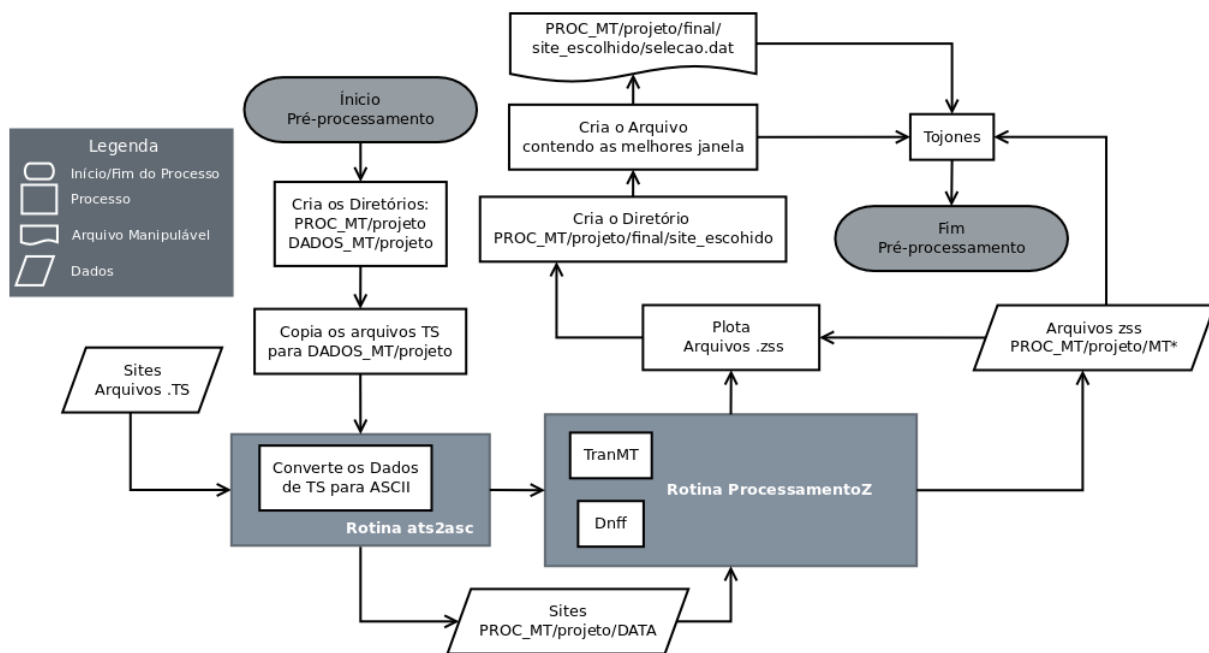 PROC_MT/projeto/final/
site_escolhido/selecao.dat
Ínicio
Pré-processamento
Legenda
Início/Fim do Processo
Processo
Arquivo Manipulável
Dados
Cria o Arquivo
contendo as melhores janela
Tojones
Cria os Diretórios:
PROC_MT/projeto
DADOS_MT/projeto
Cria o Diretório
PROC_MT/projeto/final/site_escohido
Fim
Pré-processamento
Copia os arquivos TS
para DADOS_MT/projeto
Plota
Arquivos .zss
Arquivos zss
PROC_MT/projeto/MT*
Sites
Arquivos .TS
Converte os Dados
de TS para ASCII
Rotina ats2asc
TranMT
Rotina ProcessamentoZ
Dnff
Sites
PROC_MT/projeto/DATA